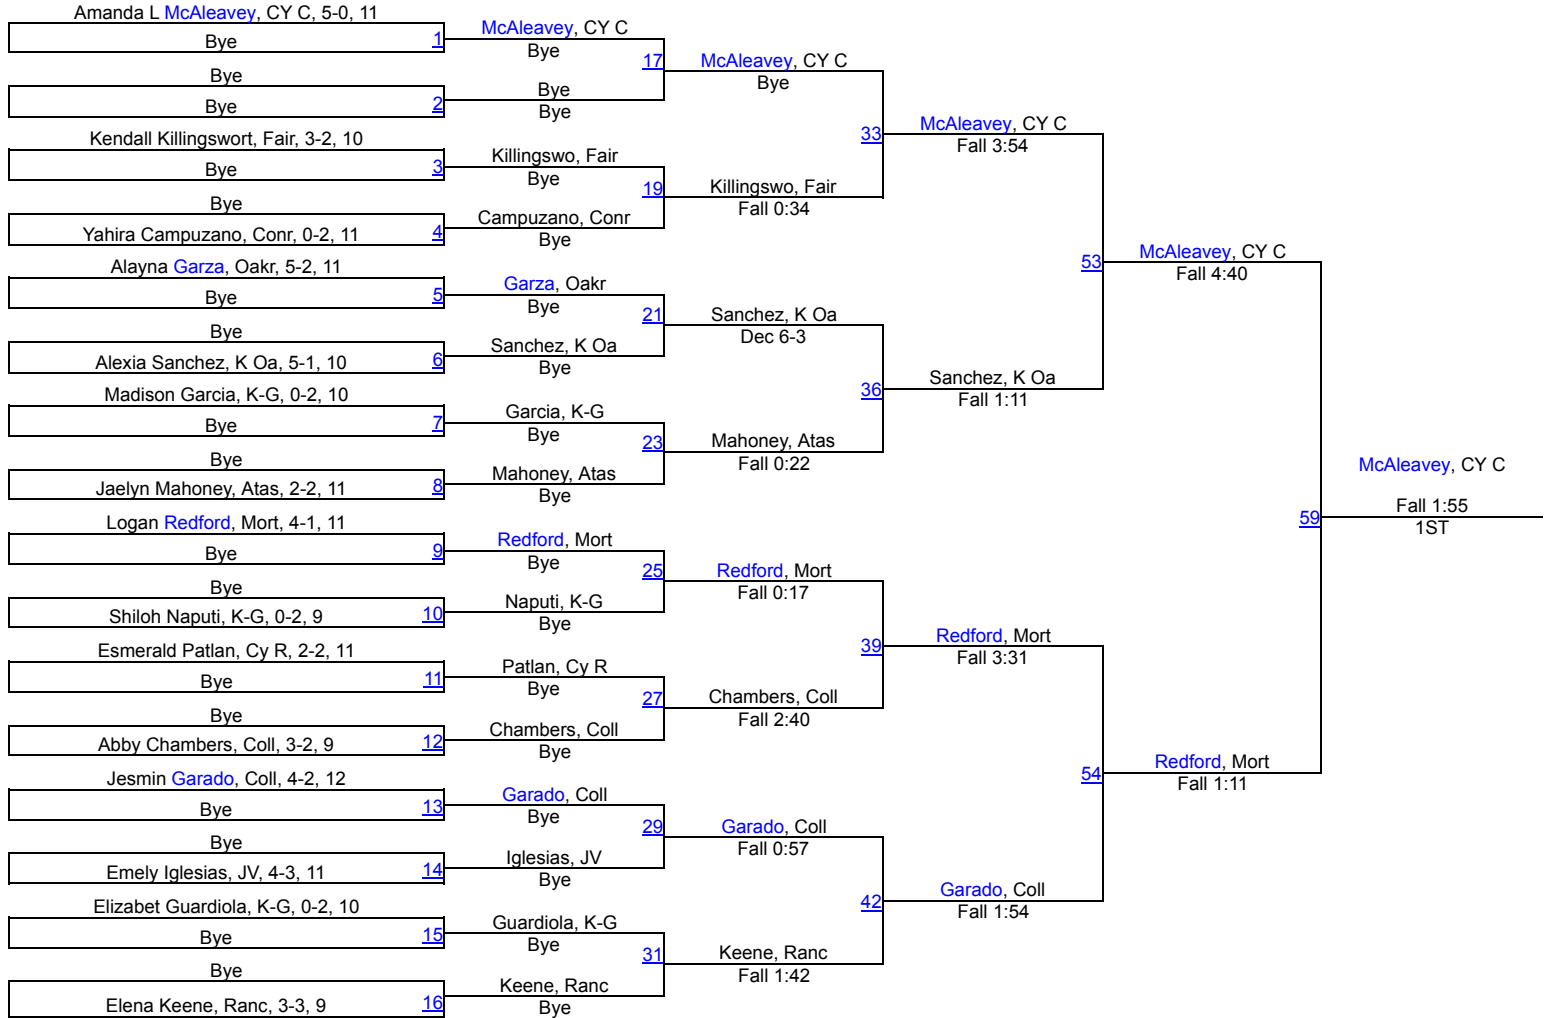 Amanda L McAleavey, CY C, 5-0, 11
Bye
1
Bye
Bye
2
Kendall Killingswort, Fair, 3-2, 10
Bye
3
Bye
Yahira Campuzano, Conr, 0-2, 11
4
Alayna Garza, Oakr, 5-2, 11
Bye
5
Bye
Alexia Sanchez, K Oa, 5-1, 10
6
Madison Garcia, K-G, 0-2, 10
Bye
7
Bye
Jaelyn Mahoney, Atas, 2-2, 11
8
Logan Redford, Mort, 4-1, 11
Bye
9
Bye
Shiloh Naputi, K-G, 0-2, 9
10
Esmerald Patlan, Cy R, 2-2, 11
Bye
11
Bye
Abby Chambers, Coll, 3-2, 9
12
Jesmin Garado, Coll, 4-2, 12
Bye
13
Bye
Emely Iglesias, JV, 4-3, 11
14
Elizabet Guardiola, K-G, 0-2, 10
Bye
15
Bye
Elena Keene, Ranc, 3-3, 9
16
McAleavey, CY C
Bye
17
Bye
Bye
Killingswo, Fair
Bye
19
Campuzano, Conr
Bye
Garza, Oakr
Bye
21
Sanchez, K Oa
Bye
Garcia, K-G
Bye
23
Mahoney, Atas
Bye
Redford, Mort
Bye
25
Naputi, K-G
Bye
Patlan, Cy R
Bye
27
Chambers, Coll
Bye
Garado, Coll
Bye
29
Iglesias, JV
Bye
Guardiola, K-G
Bye
31
Keene, Ranc
Bye
McAleavey, CY C
Bye
33
Killingswo, Fair
Fall 0:34
Sanchez, K Oa
Dec 6-3
36
Mahoney, Atas
Fall 0:22
Redford, Mort
Fall 0:17
39
Chambers, Coll
Fall 2:40
Garado, Coll
Fall 0:57
42
Keene, Ranc
Fall 1:42
McAleavey, CY C
Fall 3:54
53
Sanchez, K Oa
Fall 1:11
Redford, Mort
Fall 3:31
54
Garado, Coll
Fall 1:54
McAleavey, CY C
Fall 4:40
59
Redford, Mort
Fall 1:11
McAleavey, CY C
Fall 1:55
1ST